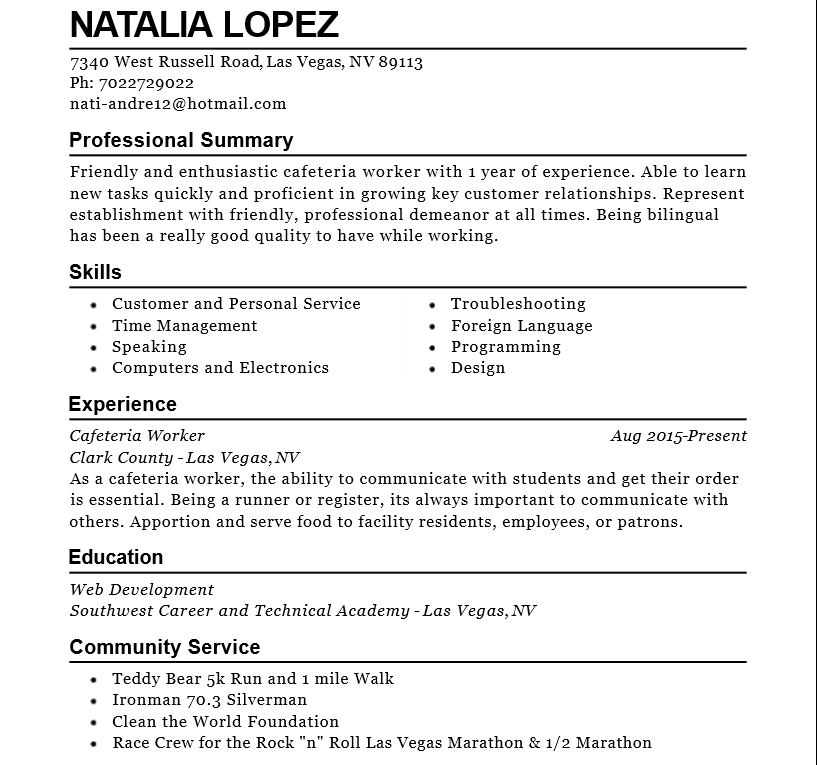 NATALIA LOPEZ
7340 West Russell Road, Las Vegas, NV 89113
Ph: 7022729022
nati-andre12@hotmail.com
Professional Summary
Friendly and enthusiastic cafeteria worker with 1 year of experience. Able to learn
new tasks quickly and proficient in growing key customer relationships. Represent
establishment with friendly, professional demeanor at all times. Being bilingual
has been a really good quality to have while working.
Skills
• Customer and Personal Service
• Time Management
• Speaking
• Computers and Electronics
• Troubleshooting
• Foreign Language
• Programming
• Design
Experience
Cafeteria Worker Aug 2015-Present
Clark County - Las Vegas, NV
As a cafeteria worker, the ability to communicate with students and get their order
is essential. Being a runner or register, its always important to communicate with
others. Apportion and serve food to facility residents, employees, or patrons.
Education
Web Development
Southwest Career and Technical Academy - Las Vegas, NV
Community Service
• Teddy Bear 5k Run and 1 mile Walk
• Ironman 70.3 Silverman
• Clean the World Foundation
• Race Crew for the Rock "n" Roll Las Vegas Marathon & 1/2 Marathon